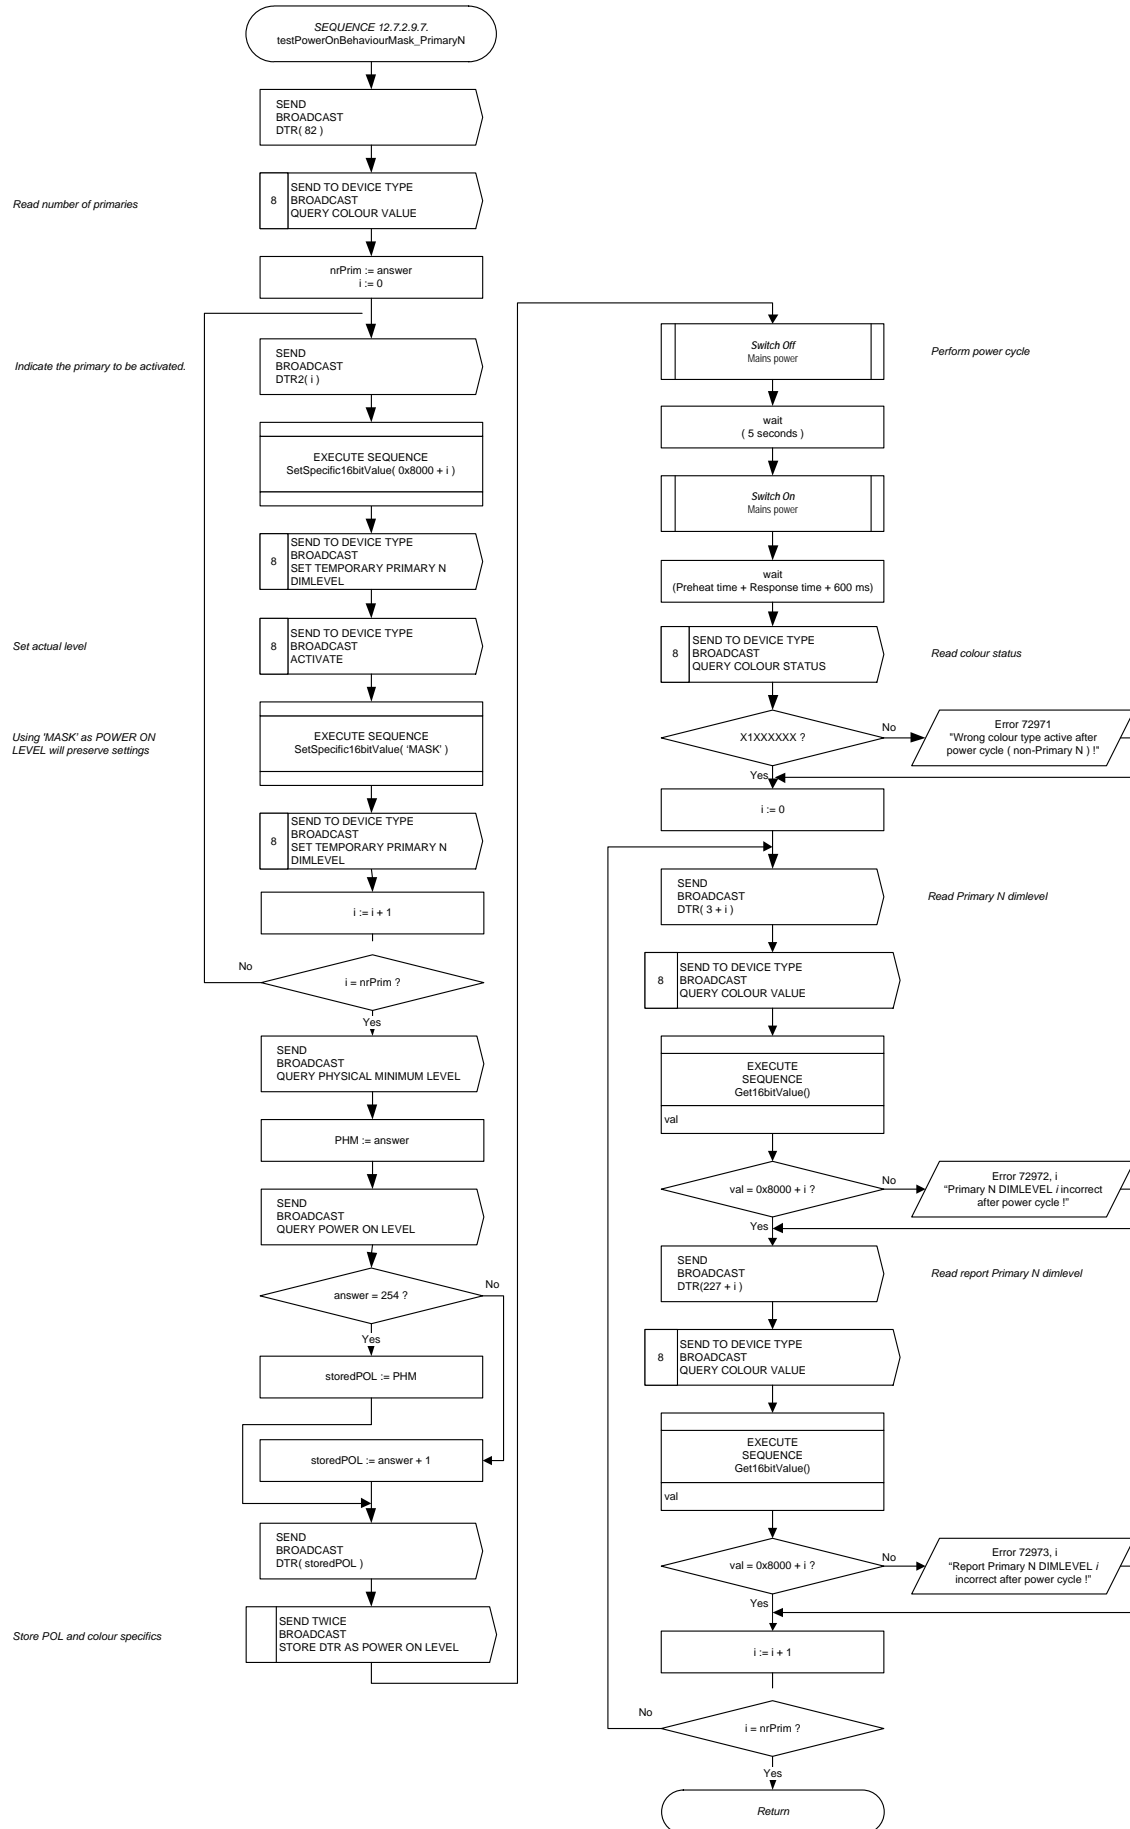 SEQUENCE 12.7.2.9.7.
testPowerOnBehaviourMask_PrimaryN
SEND
BROADCAST
DTR( 82 )
Read number of primaries
8
SEND TO DEVICE TYPE
BROADCAST
QUERY COLOUR VALUE
nrPrim := answer
i := 0
Indicate the primary to be activated.
SEND
BROADCAST
DTR2( i )
EXECUTE SEQUENCE
SetSpecific16bitValue( 0x8000 + i )
8
SEND TO DEVICE TYPE
BROADCAST
SET TEMPORARY PRIMARY N
DIMLEVEL
Set actual level
8
SEND TO DEVICE TYPE
BROADCAST
ACTIVATE
Using 'MASK' as POWER ON
LEVEL will preserve settings
EXECUTE SEQUENCE
SetSpecific16bitValue( ‘MASK’ )
8
SEND TO DEVICE TYPE
BROADCAST
SET TEMPORARY PRIMARY N
DIMLEVEL
i := i + 1
No
i = nrPrim ?
Yes
SEND
BROADCAST
QUERY PHYSICAL MINIMUM LEVEL
PHM := answer
SEND
BROADCAST
QUERY POWER ON LEVEL
answer = 254 ?
No
Yes
storedPOL := PHM
storedPOL := answer + 1
SEND
BROADCAST
DTR( storedPOL )
Store POL and colour specifics
SEND TWICE
BROADCAST
STORE DTR AS POWER ON LEVEL
Switch Off
Mains power
Perform power cycle
wait
( 5 seconds )
Switch On
Mains power
wait
(Preheat time + Response time + 600 ms)
8
SEND TO DEVICE TYPE
BROADCAST
QUERY COLOUR STATUS
Read colour status
X1XXXXXX ?
No
Error 72971
"Wrong colour type active after
power cycle ( non-Primary N ) !"
Yes
i := 0
SEND
BROADCAST
DTR( 3 + i )
Read Primary N dimlevel
8
SEND TO DEVICE TYPE
BROADCAST
QUERY COLOUR VALUE
EXECUTE
SEQUENCE
Get16bitValue()
val
val = 0x8000 + i ?
No
Error 72972, i
“Primary N DIMLEVEL i incorrect
after power cycle !”
Yes
SEND
BROADCAST
DTR(227 + i )
Read report Primary N dimlevel
8
SEND TO DEVICE TYPE
BROADCAST
QUERY COLOUR VALUE
EXECUTE
SEQUENCE
Get16bitValue()
val
val = 0x8000 + i ?
No
Error 72973, i
“Report Primary N DIMLEVEL i
incorrect after power cycle !”
Yes
i := i + 1
No
i = nrPrim ?
Yes
Return